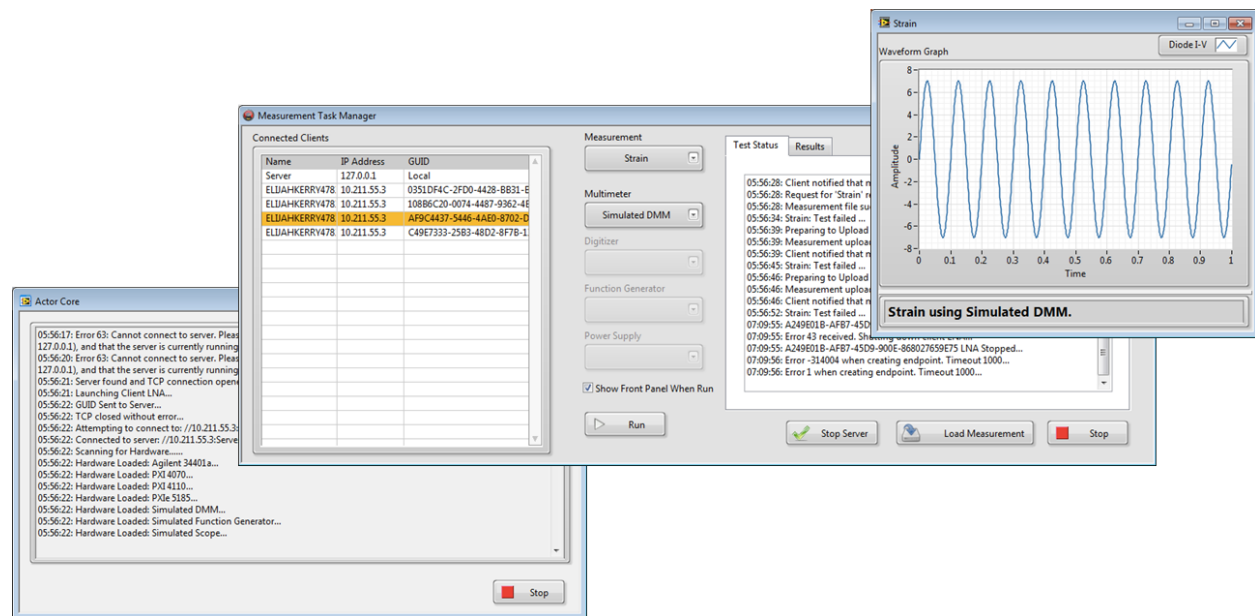 Strain
Waveform Graph
Diode I-V
8
6
4
2
0
-2
-4
-6
-8
Amplitude
0 0.1 0.2 0.3 0.4 0.5 0.6 0.7 0.8 0.9 1
Time
Strain using Simulated DMM.
Measurement Task Manager
Connected Clients
Name IP Address GUID
Server 127.0.0.1 Local
ELIJAHKERRY478 10.211.55.3 0351DF4C-2FD0-4428-BB31-
ELIJAHKERRY478 10.211.55.3 108B6C20-0074-4487-9362-
ELIJAHKERRY478 10.211.55.3 AF9C4437-5446-4AE0-8702-
ELIJAHKERRY478 10.211.55.3 C49E7333-25B3-48D2-8F7B-
Measurement
Strain
Multimeter
Simulated DMM
Digitizer
Function Generator
Power Supply
Show Front Panel When Run
Run
Test Status Results
05:56:28: Client notified that
05:56:28: Request for 'Strain'
05:56:28: Measurement file
05:56:34: Strain: Test failed ...
05:56:39: Preparing to Upload
05:56:39: Measurement
05:56:39: Client notified that
05:56:45: Strain: Test failed ...
05:56:46: Preparing to Upload
05:56:46: Measurement
05:56:46: Client notified that
05:56:52: Strain: Test failed ...
07:09:55: A249E01B-AFB7-45D9
07:09:55: Error 43 received.
07:09:55: A249E01B-AFB7-45D9-900E-868027659E75 LNA Stopped...
07:09:56: Error -314004 when creating endpoint. Timeout 1000...
07:09:56: Error 1 when creating endpoint. Timeout 1000...
Stop Server
Load Measurement
Stop
Actor Core
05:56:17: Error 63: Cannot connect to server.
127.0.0.1), and that the server is currently running
05:56:20: Error 63: Cannot connect to server.
127.0.0.1), and that the server is currently running
05:56:21: Server found and TCP connection
05:56:21: Launching Client LNA...
05:56:22: GUID Sent to Server...
05:56:22: TCP closed without error...
05:56:22: Attempting to connect to: //10.211.55.3:
05:56:22: Connected to server: //10.211.55.3:
05:56:22: Scanning for Hardware......
05:56:22: Hardware Loaded: Agilent 34401a...
05:56:22: Hardware Loaded: PXI 4070...
05:56:22: Hardware Loaded: PXI 4110...
05:56:22: Hardware Loaded: PXIe 5185...
05:56:22: Hardware Loaded: Simulated DMM...
05:56:22: Hardware Loaded: Simulated Function Generator...
05:56:22: Hardware Loaded: Simulated Scope...
Stop